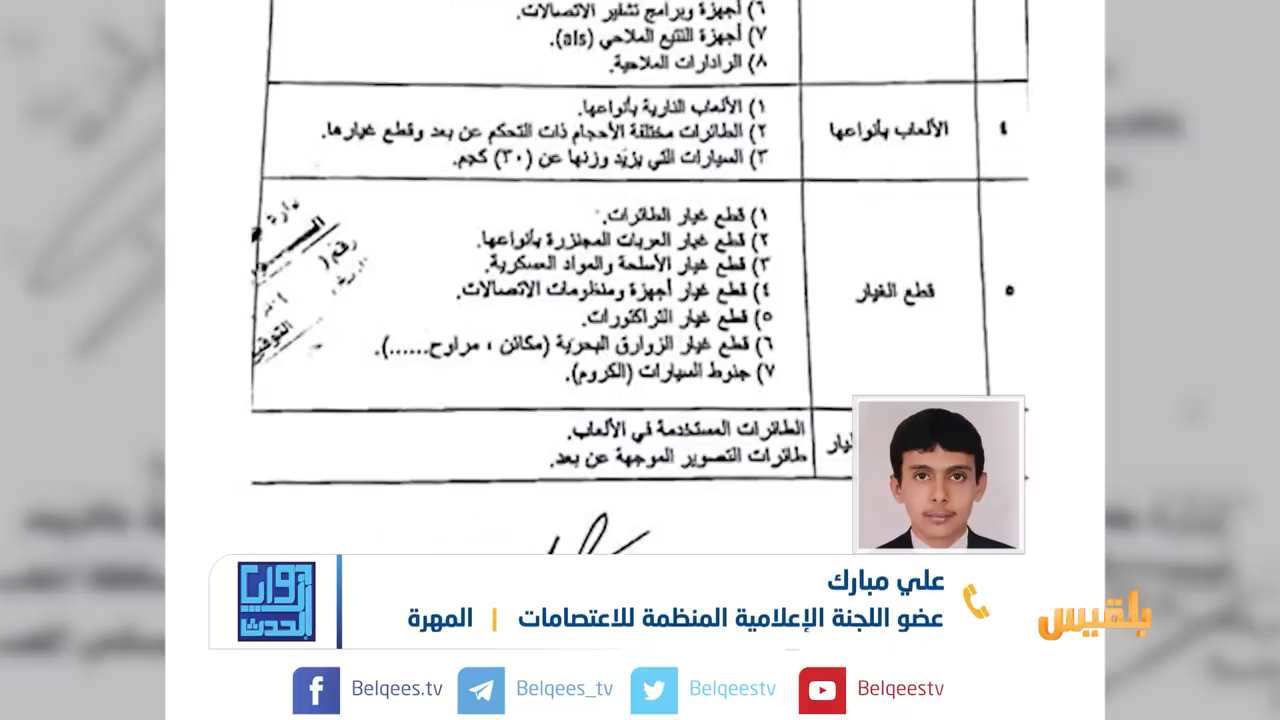 ٦) أجهزة وبرامج تشفير الاتصالات.
٧) أجهزة التتبع الملاحي (als).
٨) الرادارات الملاحية.
٤
الألعاب بأنواعها
١) الألعاب النارية بأنواعها.
٢) الطائرات مختلفة الأحجام ذات التحكم عن بعد وقطع غيارها.
٣) السيارات التي يزيد وزنها عن (٣٠) كجم.
٥
قطع الغيار
١) قطع غيار الطائرات.
٢) قطع غيار العربات المجنزرة بأنواعها.
٣) قطع غيار الأسلحة والمواد العسكرية.
٤) قطع غيار أجهزة ومنظومات الاتصالات.
٥) قطع غيار التراكتورات.
٦) قطع غيار الزوارق البحرية (مكائن ، مراوح......).
٧) جنوط السيارات (الكروم).
الطائرات المستخدمة في الألعاب.
طائرات التصوير الموجهة عن بعد.
رقم (
علي مبارك
عضو اللجنة الإعلامية المنظمة للاعتصامات | المهرة
زوايا الحدث
بلقيس
Belqees.tv
Belqees_tv
Belqeestv
Belqeestv